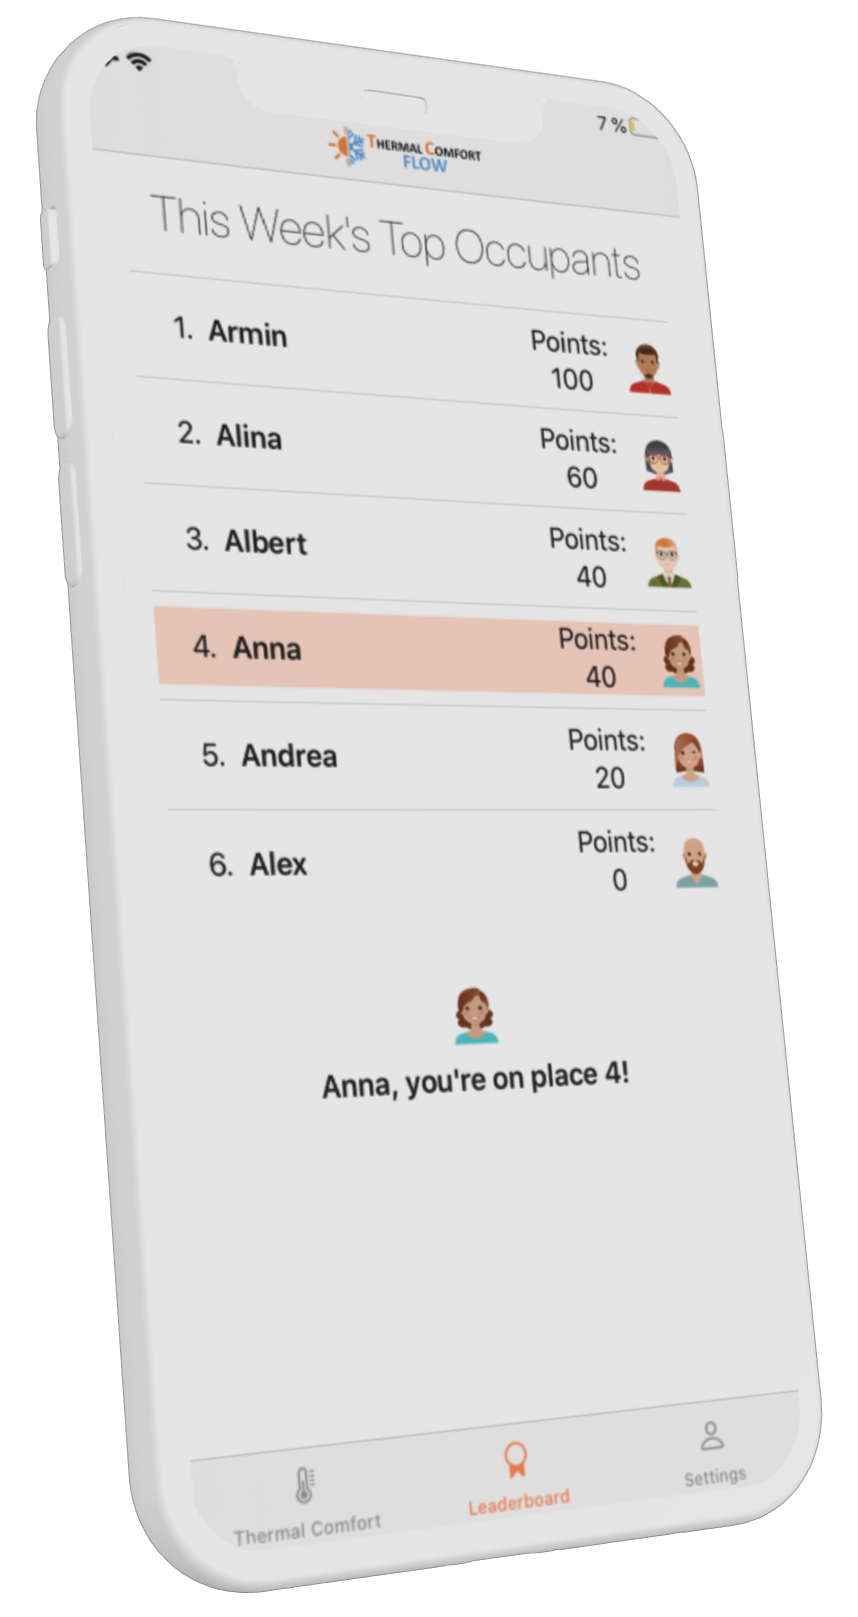 7 %
THERMAL COMFORT
FLOW
This Week's Top Occupants
1. Armin
Points:
100
2. Alina
Points:
60
3. Albert
Points:
40
4. Anna
Points:
40
5. Andrea
Points:
20
6. Alex
Points:
0
Anna, you're on place 4!
Thermal Comfort
Leaderboard
Settings